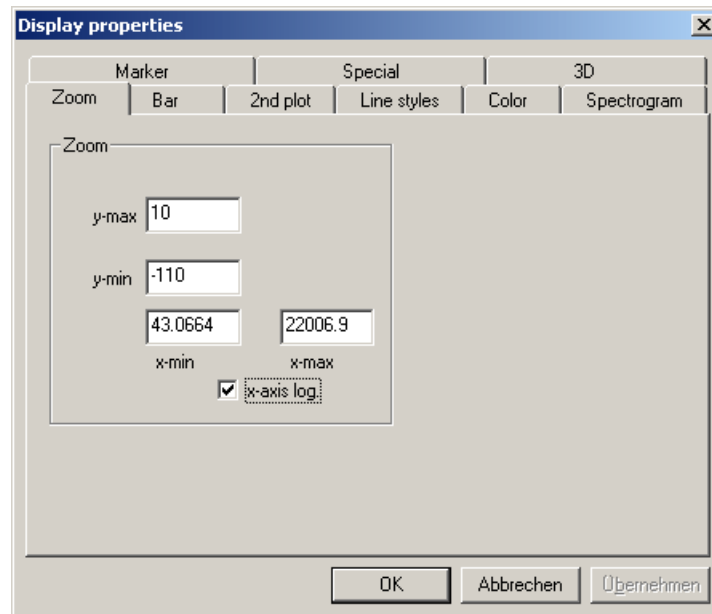 Display properties
Marker Special 3D
Zoom Bar 2nd plot Line styles Color Spectrogram
Zoom
y-max 10
y-min -110
43.0664 22006.9
x-min x-max
x-axis log.
OK Abbrechen Übernehmen